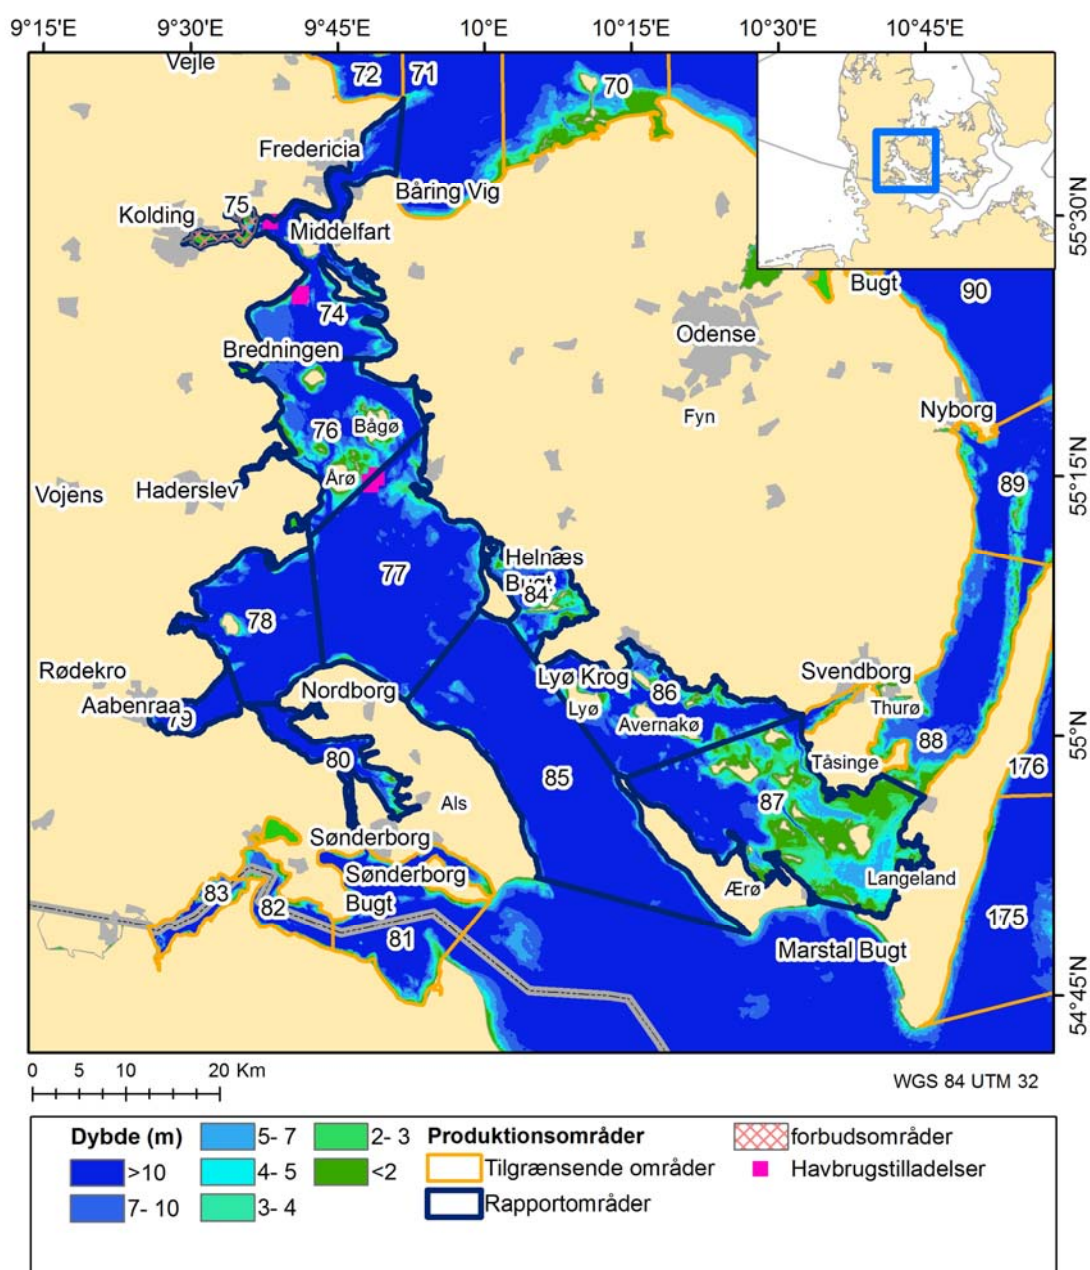 9°15'E 9°30'E 9°45'E 10°0'E 10°15'E 10°30'E 10°45'E
Vejle
72
71
70
Fredericia
Båring Vig
55°30'N
Kolding
75
Middelfart
Bugt
90
74
Odense
Bredningen
Nyborg
Fyn
76
Bågø
Årø
55°15'N
89
Vojens
Haderslev
Helnæs
Bugt
84
77
78
Rødekro
Nordborg
Lyø Krog
86
Svendborg
Aabenraa
79
Lyø
Avernakø
Thurø
55°0'N
88
80
Tåsinge
176
85
87
Als
Sønderborg
Sønderborg
Bugt
Ærø
Langeland
83
82
81
175
Marstal Bugt
54°45'N
0 5 10 20 Km
WGS 84 UTM 32
Dybde (m)
>10
7- 10
5- 7
4- 5
3- 4
2- 3
<2
Produktionsområder
Tilgrænsende områder
Rapportområder
forbudsområder
Havbrugstilladelser